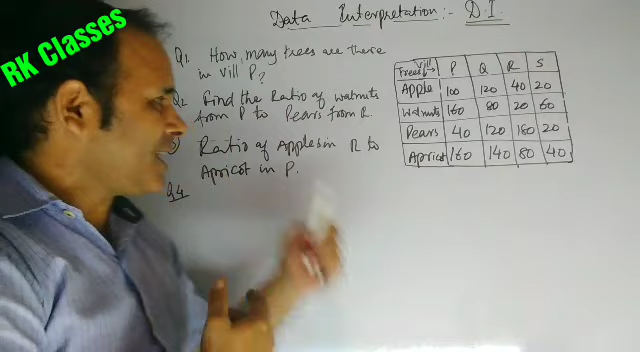 RK Classes
Data Interpretation:- D.I.
Q1. How many trees are there
in Vill P?
Q2 Find the Ratio of walnuts
from P to Pears from R.
3) Ratio of Apples in R to
Apricot in P.
Q4
Trees Vill P Q R S
Apple 100 120 40 20
Walnuts 160 80 20 60
Pears 40 120 180 20
Apricot 160 140 80 40